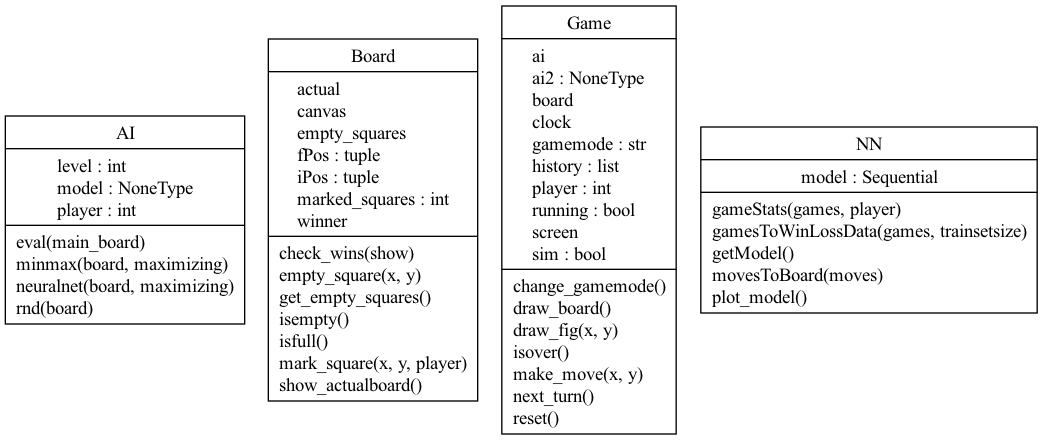 AI
level : int
model : NoneType
player : int
eval(main_board)
minmax(board, maximizing)
neuralnet(board, maximizing)
rnd(board)
Board
actual
canvas
empty_squares
fPos : tuple
iPos : tuple
marked_squares : int
winner
check_wins(show)
empty_square(x, y)
get_empty_squares()
isempty()
isfull()
mark_square(x, y, player)
show_actualboard()
Game
ai
ai2 : NoneType
board
clock
gamemode : str
history : list
player : int
running : bool
screen
sim : bool
change_gamemode()
draw_board()
draw_fig(x, y)
isover()
make_move(x, y)
next_turn()
reset()
NN
model : Sequential
gameStats(games, player)
gamesToWinLossData(games, trainsetsize)
getModel()
movesToBoard(moves)
plot_model()